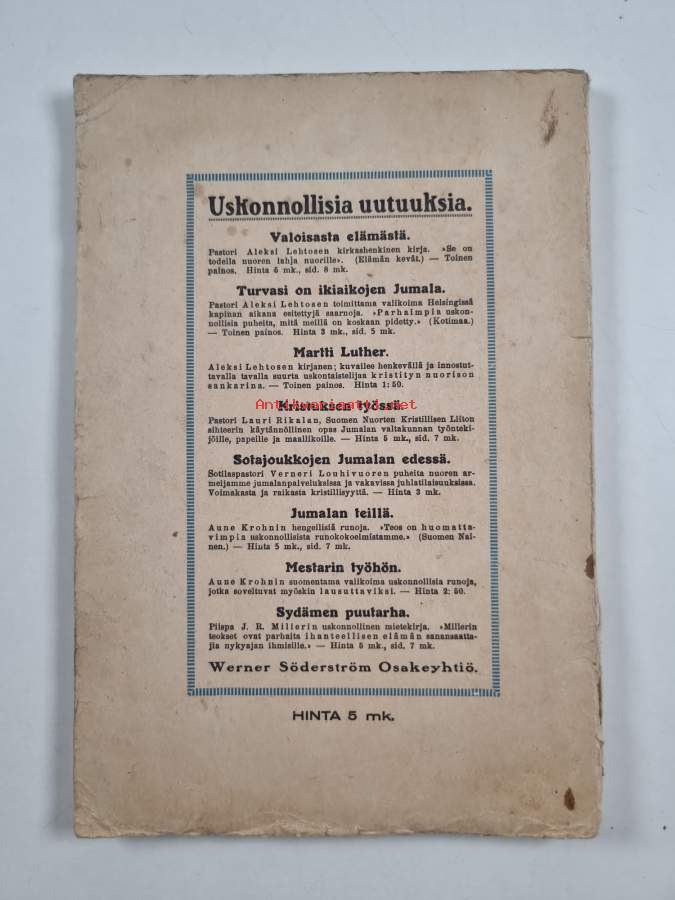 Uskonnollisia uutuuksia.
Valoisasta elämästä.
Pastori Aleksi Lehtosen kirkashenkinen kirja. »Se on
todella nuoren lahja nuorille». (Elämän kevät.) — Toinen
painos. Hinta 6 mk., sid. 8 mk.
Turvasi on ikiaikojen Jumala.
Pastori Aleksi Lehtosen toimittama valikoima Helsingissä
kapinan aikana esitettyjä saarnoja. »Parhaimpia uskon-
nollisia puheita, mitä meillä on koskaan pidetty.» (Kotimaa.)
— Toinen painos. Hinta 3 mk., sid. 5 mk.
Martti Luther.
Aleksi Lehtosen kirjanen; kuvailee henkevällä ja innostut-
tavalla tavalla suurta uskontaistelijaa kristityn nuorison
sankarina. — Toinen painos. Hinta 1: 50.
Kristuksen työssä.
Pastori Lauri Rikalan, Suomen Nuorten Kristillisen Liiton
sihteerin käytännöllinen opas Jumalan valtakunnan työnteki-
jöille, papeille ja maallikoille. — Hinta 5 mk., sid. 7 mk.
Sotajoukkojen Jumalan edessä.
Sotilaspastori Verneri Louhivuoren puheita nuoren ar-
meijamme jumalanpalveluksissa ja vakavissa juhlatilaisuuksissa.
Voimakasta ja raikasta kristillisyyttä. — Hinta 3 mk.
Jumalan teillä.
Aune Krohnin hengellisiä runoja. »Teos on huomatta-
vimpia uskonnollisista runokokoelmistamme.» (Suomen Nai-
nen.) — Hinta 5 mk., sid. 7 mk.
Mestarin työhön.
Aune Krohnin suomentama valikoima uskonnollisia runoja,
jotka soveltuvat myöskin lausuttaviksi. — Hinta 2: 50.
Sydämen puutarha.
Piispa J. R. Millerin uskonnollinen mietekirja. »Millerin
teokset ovat parhaita ihanteellisen elämän sanansaatta-
jia nykyajan ihmisille.» — Hinta 5 mk., sid. 7 mk.
Werner Söderström Osakeyhtiö.
HINTA 5 mk.
Antikvariaatti.net